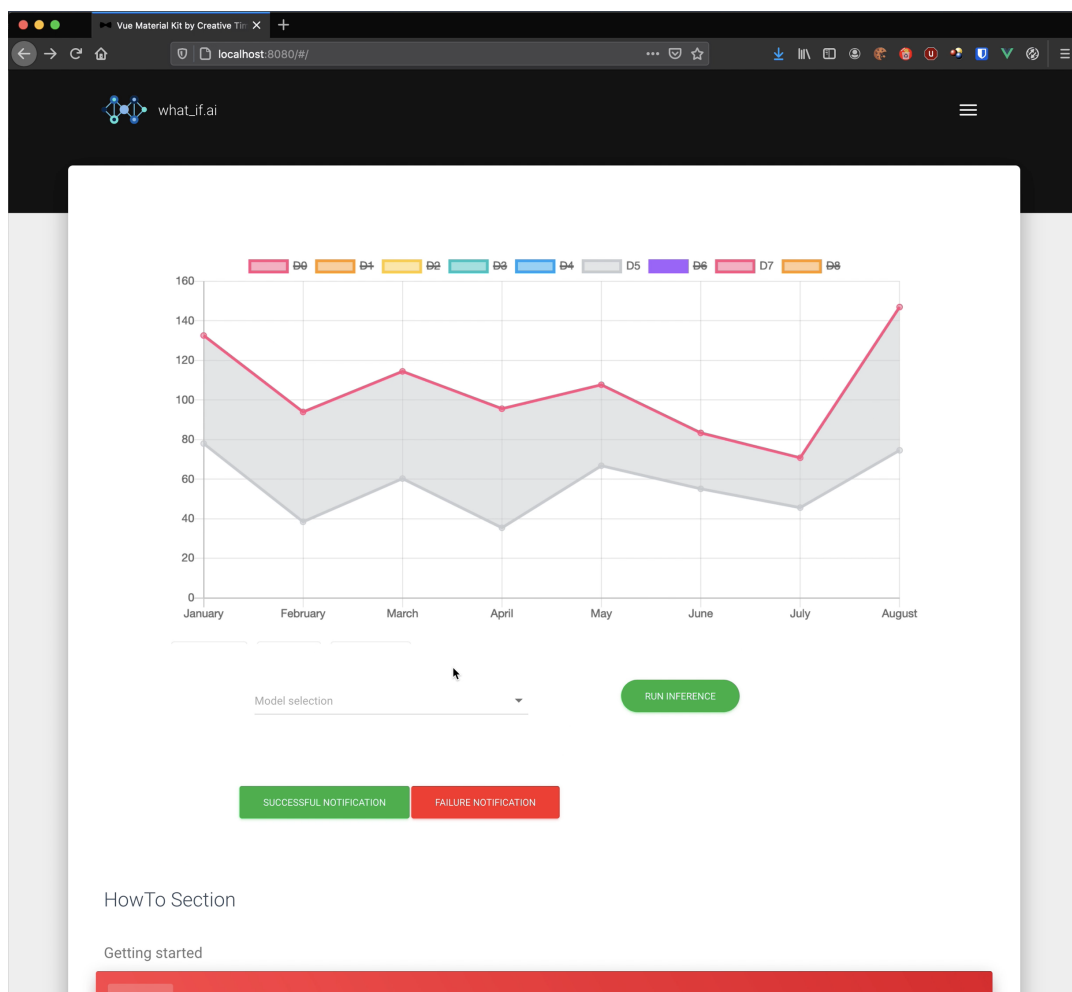 Vue Material Kit by Creative Tim
localhost:8080/#/
what_if.ai
D0 D1 D2 D3 D4 D5 D6 D7 D8
160
140
120
100
80
60
40
20
0
January February March April May June July August
Model selection
RUN INFERENCE
SUCCESSFUL NOTIFICATION FAILURE NOTIFICATION
HowTo Section
Getting started